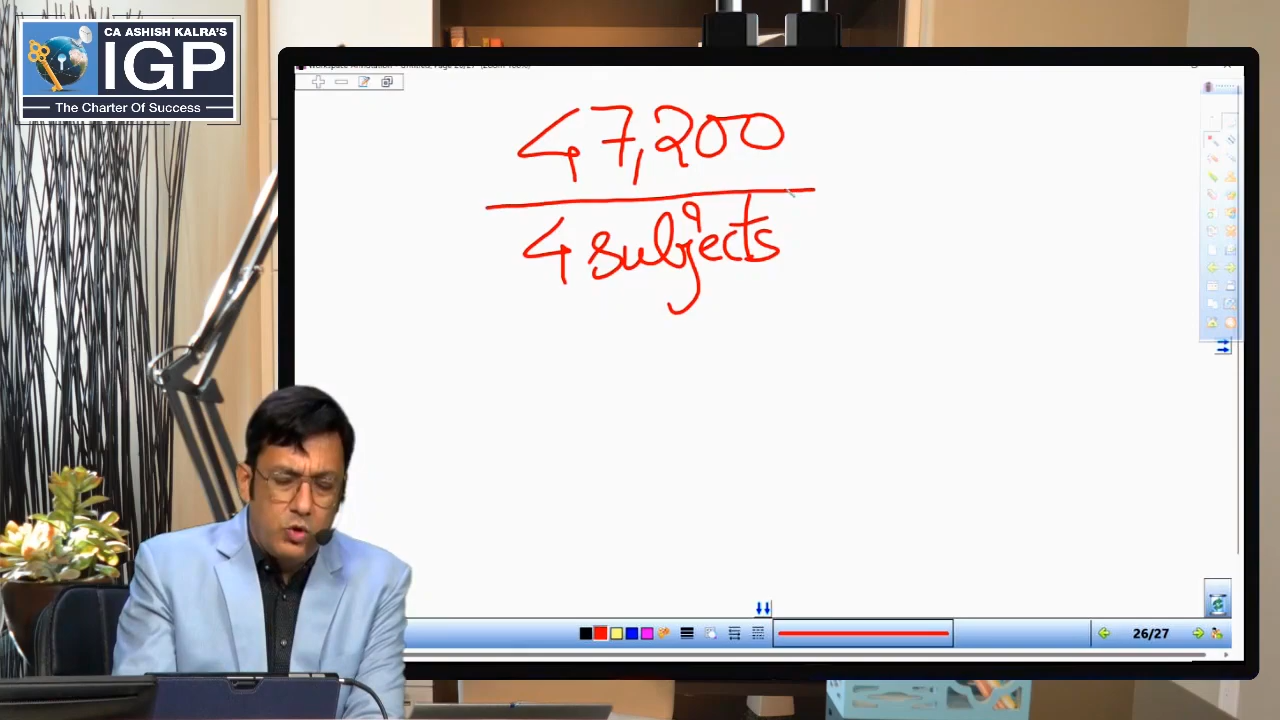 CA ASHISH KALRA'S
IGP
The Charter Of Success
47,200
4 subjects
26/27